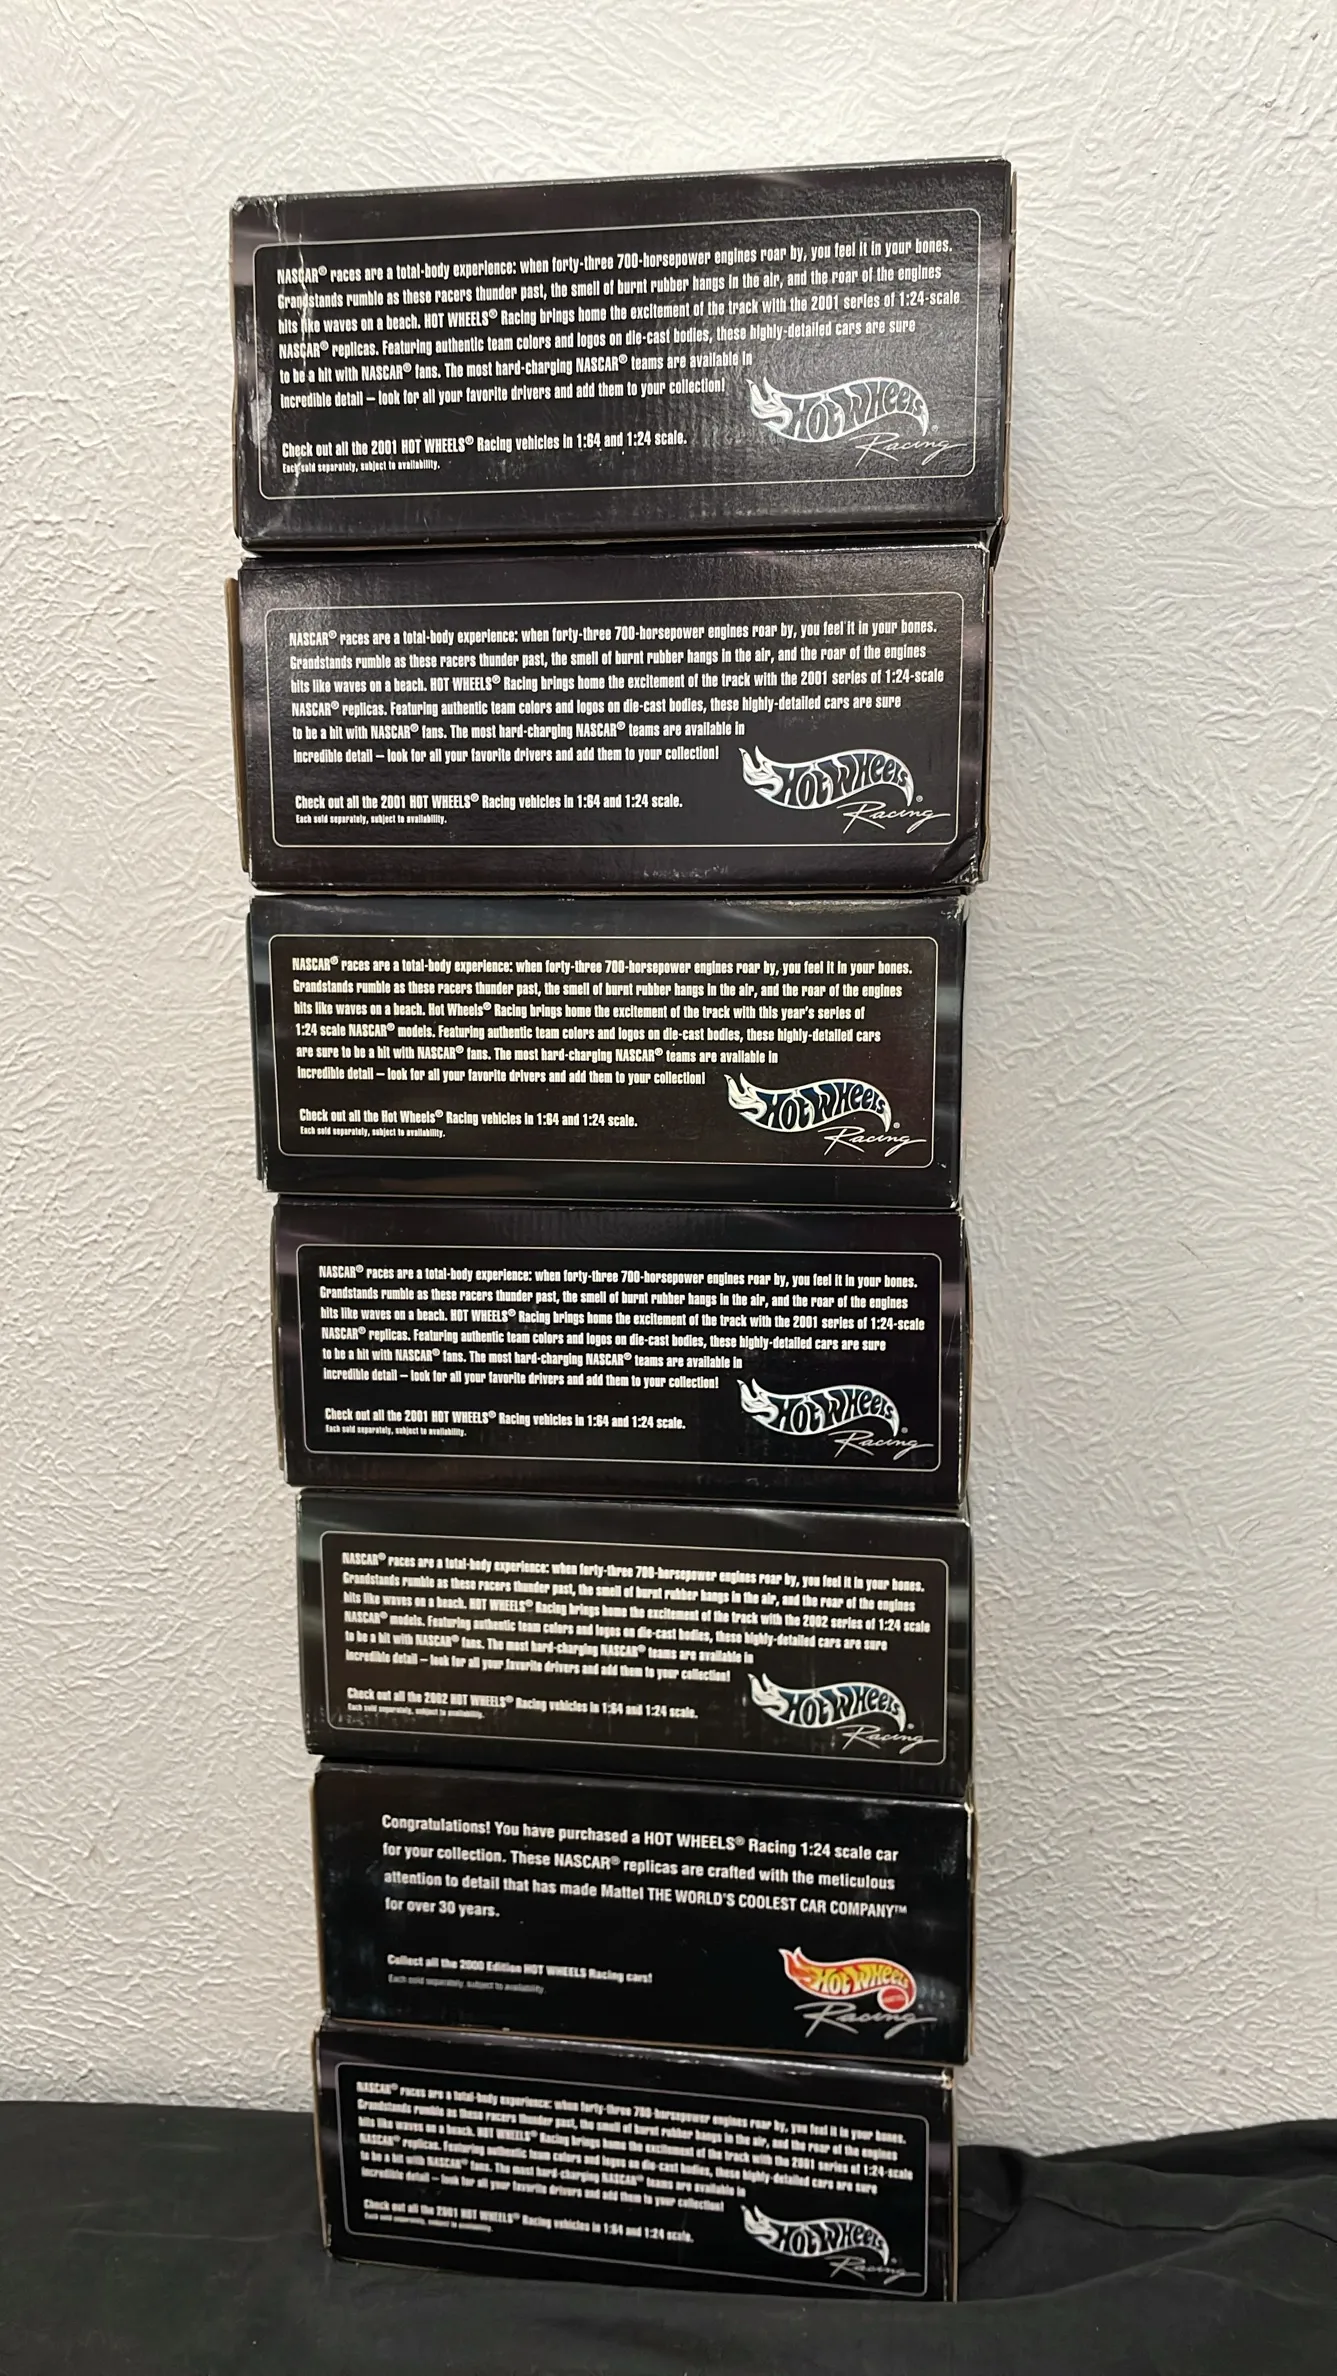 NASCAR® races are a total-body experience: when forty-three 700-horsepower engines roar by, you feel it in your bones.
Grandstands rumble as these racers thunder past, the smell of burnt rubber hangs in the air, and the roar of the engines
hits like waves on a beach. HOT WHEELS® Racing brings home the excitement of the track with the 2001 series of 1:24-scale
NASCAR® replicas. Featuring authentic team colors and logos on die-cast bodies, these highly-detailed cars are sure
to be a hit with NASCAR® fans. The most hard-charging NASCAR® teams are available in
incredible detail – look for all your favorite drivers and add them to your collection!
Check out all the 2001 HOT WHEELS® Racing vehicles in 1:64 and 1:24 scale.
Each sold separately, subject to availability.
HOT WHEELS®
Racing
NASCAR® races are a total-body experience: when forty-three 700-horsepower engines roar by, you feel it in your bones.
Grandstands rumble as these racers thunder past, the smell of burnt rubber hangs in the air, and the roar of the engines
hits like waves on a beach. HOT WHEELS® Racing brings home the excitement of the track with the 2001 series of 1:24-scale
NASCAR® replicas. Featuring authentic team colors and logos on die-cast bodies, these highly-detailed cars are sure
to be a hit with NASCAR® fans. The most hard-charging NASCAR® teams are available in
incredible detail – look for all your favorite drivers and add them to your collection!
Check out all the 2001 HOT WHEELS® Racing vehicles in 1:64 and 1:24 scale.
Each sold separately, subject to availability.
HOT WHEELS®
Racing
NASCAR® races are a total-body experience: when forty-three 700-horsepower engines roar by, you feel it in your bones.
Grandstands rumble as these racers thunder past, the smell of burnt rubber hangs in the air, and the roar of the engines
hits like waves on a beach. Hot Wheels® Racing brings home the excitement of the track with this year's series of
1:24 scale NASCAR® models. Featuring authentic team colors and logos on die-cast bodies, these highly-detailed cars
are sure to be a hit with NASCAR® fans. The most hard-charging NASCAR® teams are available in
incredible detail – look for all your favorite drivers and add them to your collection!
Check out all the Hot Wheels® Racing vehicles in 1:64 and 1:24 scale.
Each sold separately, subject to availability.
HOT WHEELS®
Racing
NASCAR® races are a total-body experience: when forty-three 700-horsepower engines roar by, you feel it in your bones.
Grandstands rumble as these racers thunder past, the smell of burnt rubber hangs in the air, and the roar of the engines
hits like waves on a beach. HOT WHEELS® Racing brings home the excitement of the track with the 2001 series of 1:24-scale
NASCAR® replicas. Featuring authentic team colors and logos on die-cast bodies, these highly-detailed cars are sure
to be a hit with NASCAR® fans. The most hard-charging NASCAR® teams are available in
incredible detail – look for all your favorite drivers and add them to your collection!
Check out all the 2001 HOT WHEELS® Racing vehicles in 1:64 and 1:24 scale.
Each sold separately, subject to availability.
HOT WHEELS®
Racing
NASCAR® races are a total-body experience: when forty-three 700-horsepower engines roar by, you feel it in your bones.
Grandstands rumble as these racers thunder past, the smell of burnt rubber hangs in the air, and the roar of the engines
hits like waves on a beach. HOT WHEELS® Racing brings home the excitement of the track with the 2002 series of 1:24 scale
NASCAR® models. Featuring authentic team colors and logos on die-cast bodies, these highly-detailed cars are sure
to be a hit with NASCAR® fans. The most hard-charging NASCAR® teams are available in
incredible detail – look for all your favorite drivers and add them to your collection!
Check out all the 2002 HOT WHEELS® Racing vehicles in 1:64 and 1:24 scale.
Each sold separately, subject to availability.
HOT WHEELS®
Racing
Congratulations! You have purchased a HOT WHEELS® Racing 1:24 scale car
for your collection. These NASCAR® replicas are crafted with the meticulous
attention to detail that has made Mattel THE WORLD'S COOLEST CAR COMPANY™
for over 30 years.
Collect all the 2000 Edition HOT WHEELS Racing cars!
Each sold separately, subject to availability.
HOT WHEELS
Racing
NASCAR® races are a total-body experience: when forty-three 700-horsepower engines roar by, you feel it in your bones.
Grandstands rumble as these racers thunder past, the smell of burnt rubber hangs in the air, and the roar of the engines
hits like waves on a beach. HOT WHEELS® Racing brings home the excitement of the track with the 2001 series of 1:24-scale
NASCAR® replicas. Featuring authentic team colors and logos on die-cast bodies, these highly-detailed cars are sure
to be a hit with NASCAR® fans. The most hard-charging NASCAR® teams are available in
incredible detail – look for all your favorite drivers and add them to your collection!
Check out all the 2001 HOT WHEELS® Racing vehicles in 1:64 and 1:24 scale.
Each sold separately, subject to availability.
HOT WHEELS
Racing